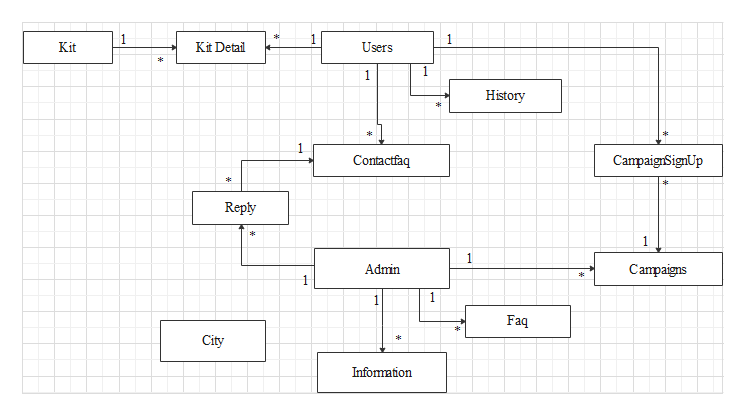 Kit
1
*
Kit Detail
*
1
Users
1
1
1
*
History
*
*
1
Contactfaq
CampaignSignUp
*
*
Reply
*
1
Admin
1
1
*
Campaigns
1
1
1
*
Faq
*
City
Information